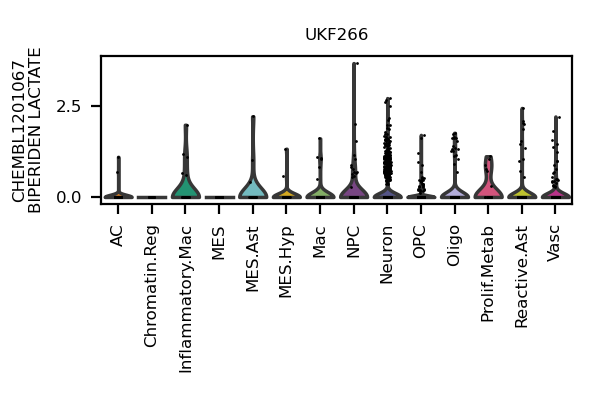 UKF266
CHEMBL1201067
BIPERIDEN LACTATE
2.5
0.0
AC
Chromatin.Reg
Inflammatory.Mac
MES
MES.Ast
MES.Hyp
Mac
NPC
Neuron
OPC
Oligo
Prolif.Metab
Reactive.Ast
Vasc